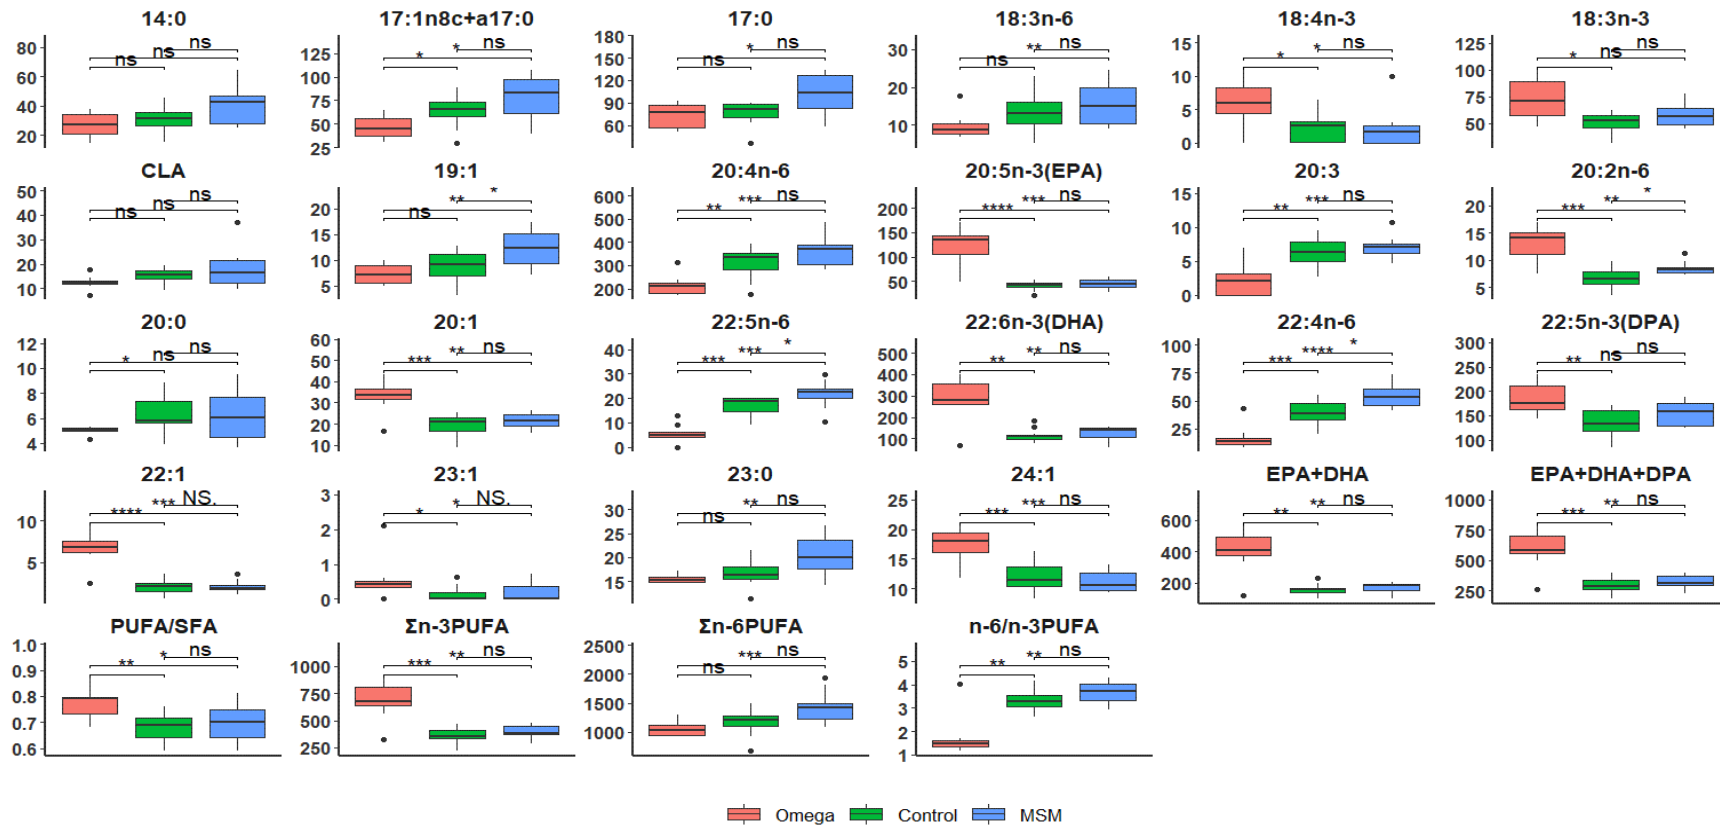 14:0 17:1n8c+a17:0 17:0 18:3n-6 18:4n-3 18:3n-3
80 60 40 20 ns ns ns
125 100 75 50 25 * * ns
180 150 120 90 60 ns * ns
30 20 10 ns ** ns
15 10 5 0 * * ns
125 100 75 50 * ns ns
CLA 19:1 20:4n-6 20:5n-3(EPA) 20:3 20:2n-6
50 40 30 20 10 ns ns ns
20 15 10 5 ns ** *
600 500 400 300 200 ** *** ns
200 150 100 50 **** *** ns
15 10 5 0 ** *** ns
20 15 10 5 *** ** *
20:0 20:1 22:5n-6 22:6n-3(DHA) 22:4n-6 22:5n-3(DPA)
12 10 8 6 4 * ns ns
60 50 40 30 20 10 *** ** ns
40 30 20 10 0 *** *** *
500 400 300 200 100 ** ** ns
100 75 50 25 *** **** *
300 250 200 150 100 ** ns ns
22:1 23:1 23:0 24:1 EPA+DHA EPA+DHA+DPA
10 5 **** *** NS.
3 2 1 0 * * NS.
30 25 20 15 ns ** ns
25 20 15 10 *** *** ns
600 400 200 ** ** ns
1000 750 500 250 *** ** ns
PUFA/SFA Σn-3PUFA Σn-6PUFA n-6/n-3PUFA
1.0 0.9 0.8 0.7 0.6 ** * ns
1000 750 500 250 *** ** ns
2500 2000 1500 1000 ns *** ns
5 4 3 2 1 ** ** ns
Omega Control MSM